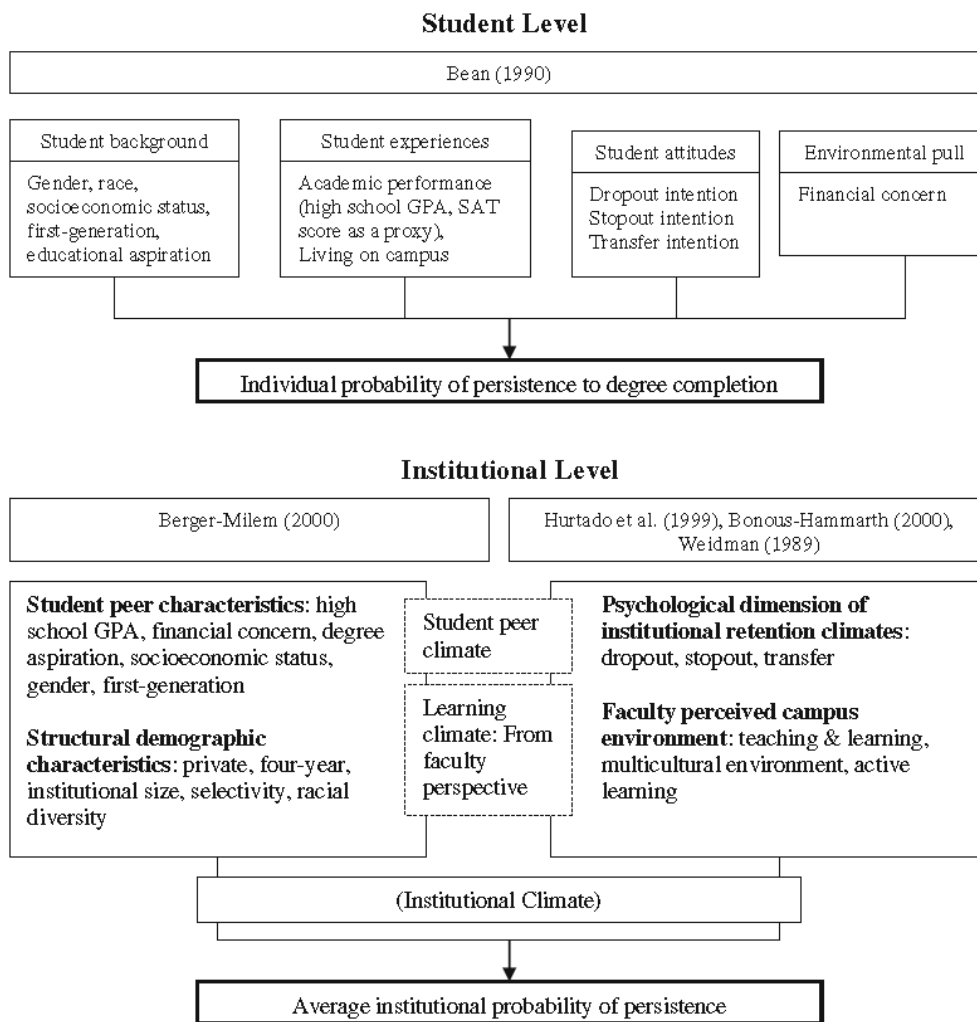 Student Level
Bean (1990)
Student background
Gender, race,
socioeconomic status,
first-generation,
educational aspiration
Student experiences
Academic performance
(high school GPA, SAT
score as a proxy),
Living on campus
Student attitudes
Dropout intention
Stopout intention
Transfer intention
Environmental pull
Financial concern
Individual probability of persistence to degree completion
Institutional Level
Berger-Milem (2000)
Hurtado et al. (1999), Bonous-Hammarth (2000),
Weidman (1989)
Student peer characteristics: high
school GPA, financial concern, degree
aspiration, socioeconomic status,
gender, first-generation
Structural demographic
characteristics: private, four-year,
institutional size, selectivity, racial
diversity
Student peer
climate
Learning
climate: From
faculty
perspective
Psychological dimension of
institutional retention climates:
dropout, stopout, transfer
Faculty perceived campus
environment: teaching & learning,
multicultural environment, active
learning
(Institutional Climate)
Average institutional probability of persistence